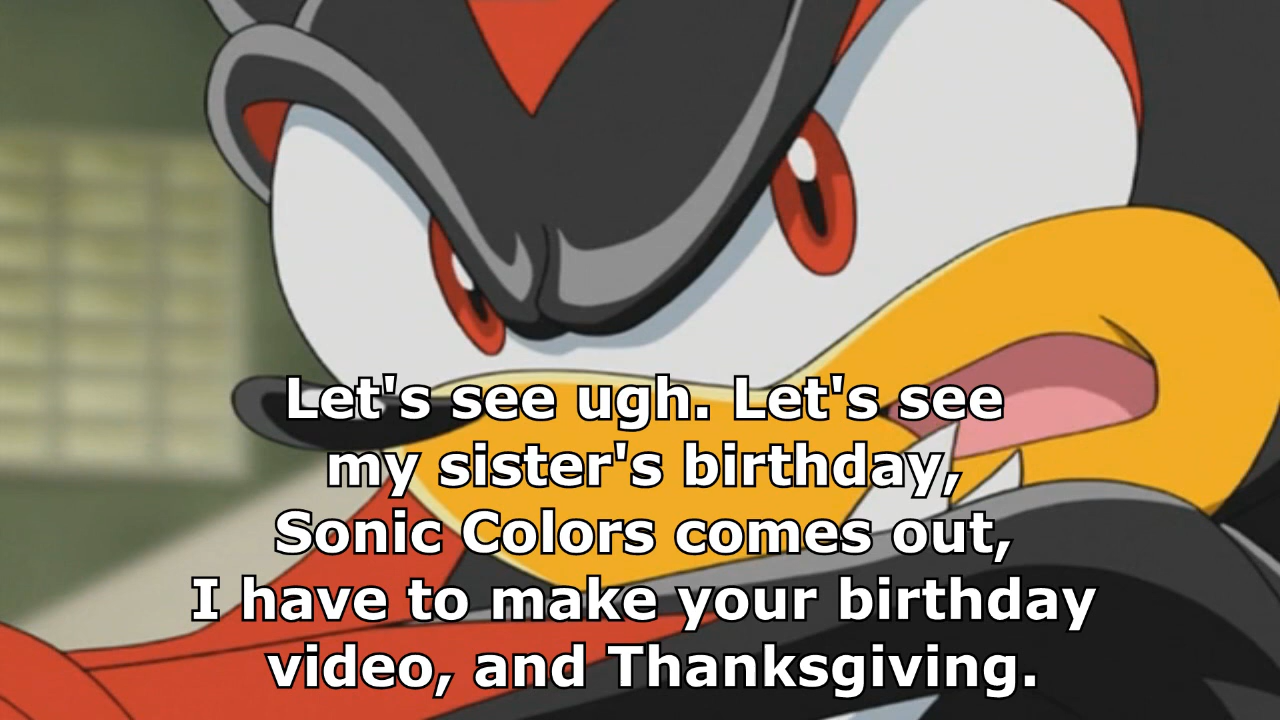 Let's see ugh. Let's see
my sister's birthday,
Sonic Colors comes out,
I have to make your birthday
video, and Thanksgiving.